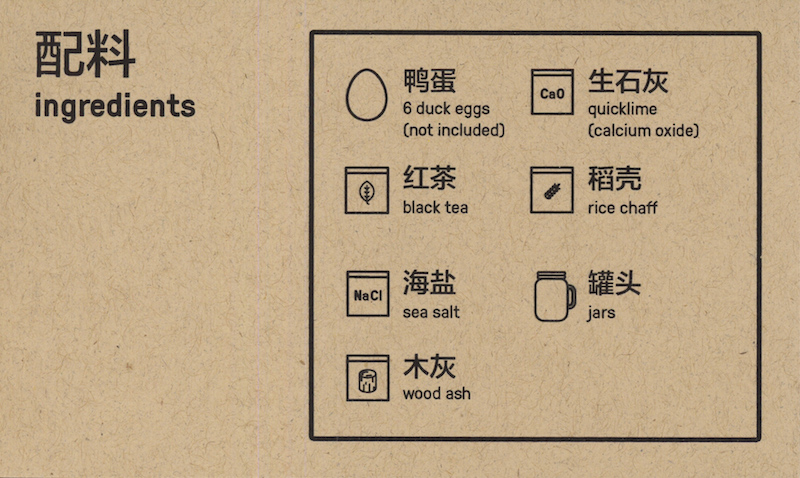 配料
ingredients
鸭蛋
6 duck eggs
(not included)
CaO
生石灰
quicklime
(calcium oxide)
红茶
black tea
稻壳
rice chaff
NaCl
海盐
sea salt
罐头
jars
木灰
wood ash